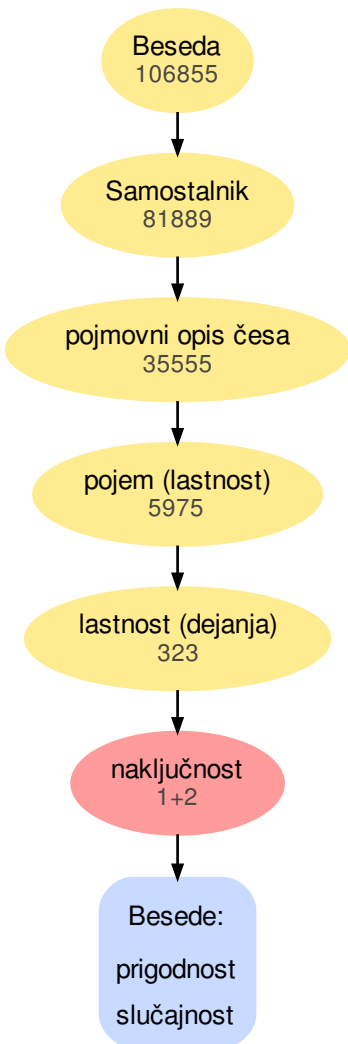 Beseda
106855
Samostalnik
81889
pojmovni opis česa
35555
pojem (lastnost)
5975
lastnost (dejanja)
323
naključnost
1+2
Besede:
prigodnost
slučajnost